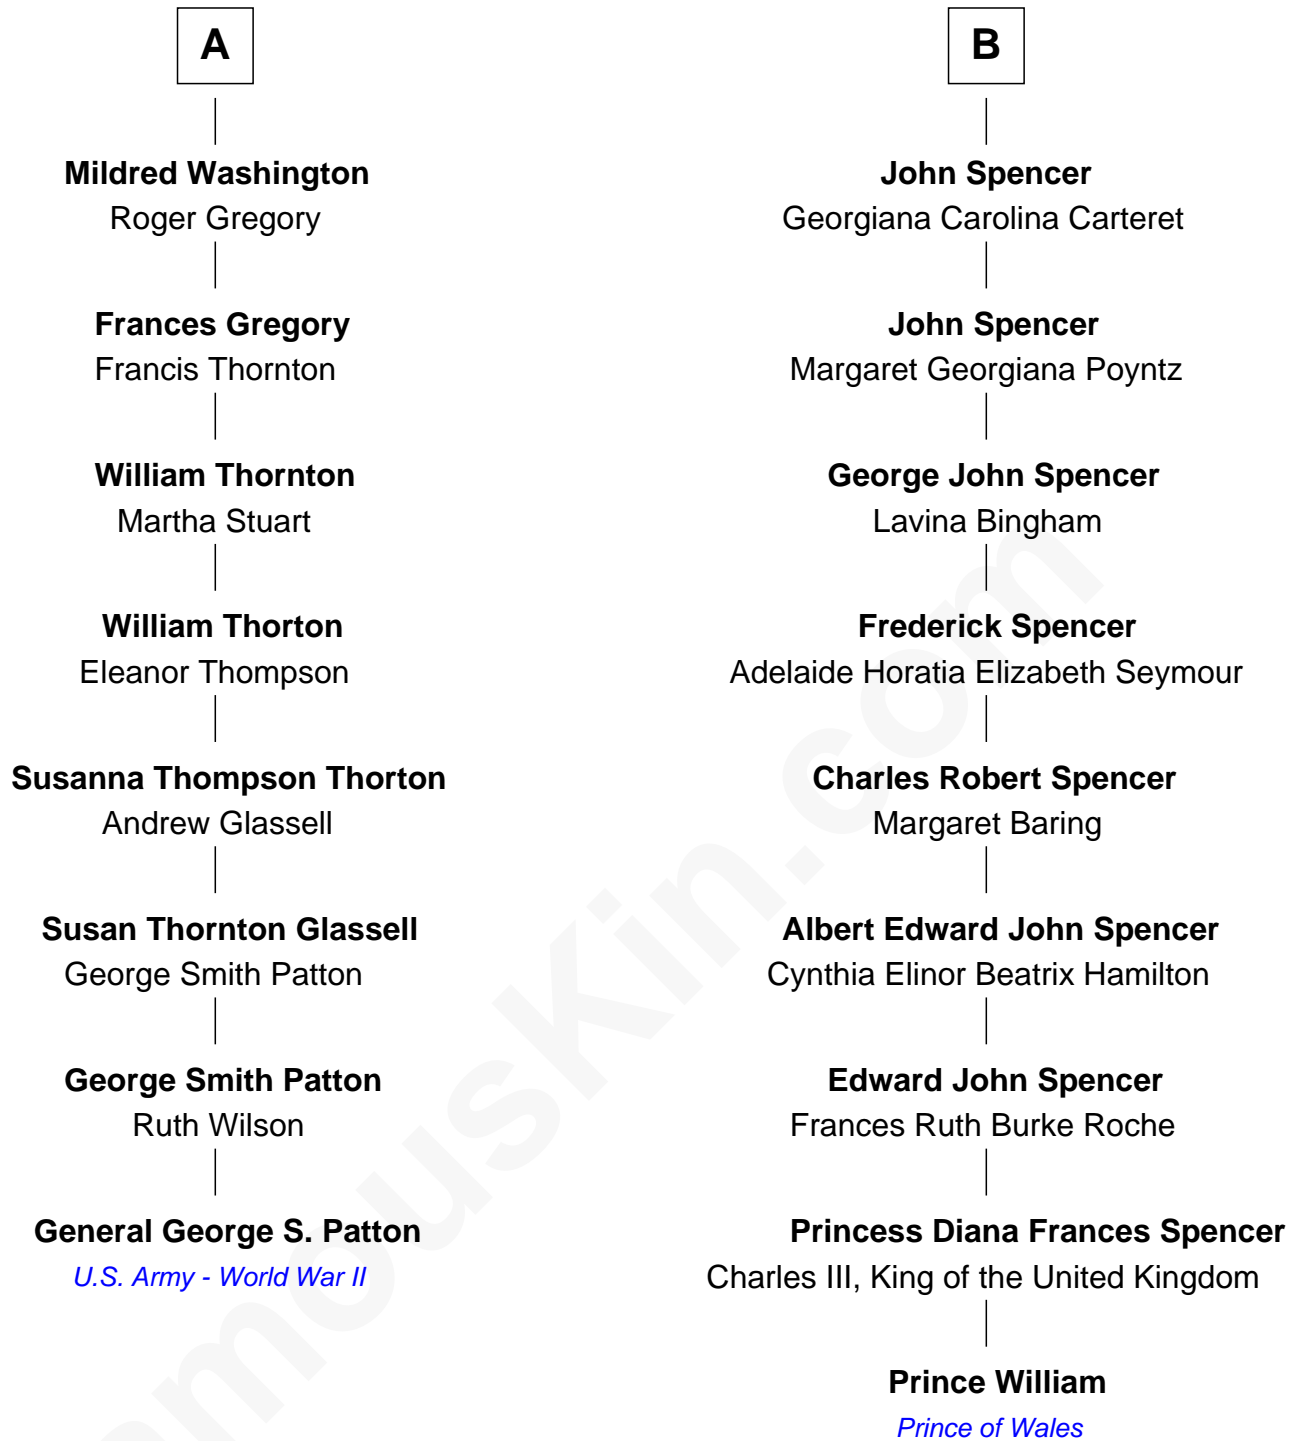 A
Mildred Washington
Roger Gregory
Frances Gregory
Francis Thornton
William Thornton
Martha Stuart
William Thorton
Eleanor Thompson
Susanna Thompson Thorton
Andrew Glassell
Susan Thornton Glassell
George Smith Patton
George Smith Patton
Ruth Wilson
General George S. Patton
U.S. Army - World War II
B
John Spencer
Georgiana Carolina Carteret
John Spencer
Margaret Georgiana Poyntz
George John Spencer
Lavina Bingham
Frederick Spencer
Adelaide Horatia Elizabeth Seymour
Charles Robert Spencer
Margaret Baring
Albert Edward John Spencer
Cynthia Elinor Beatrix Hamilton
Edward John Spencer
Frances Ruth Burke Roche
Princess Diana Frances Spencer
Charles III, King of the United Kingdom
Prince William
Prince of Wales
amousKin.com